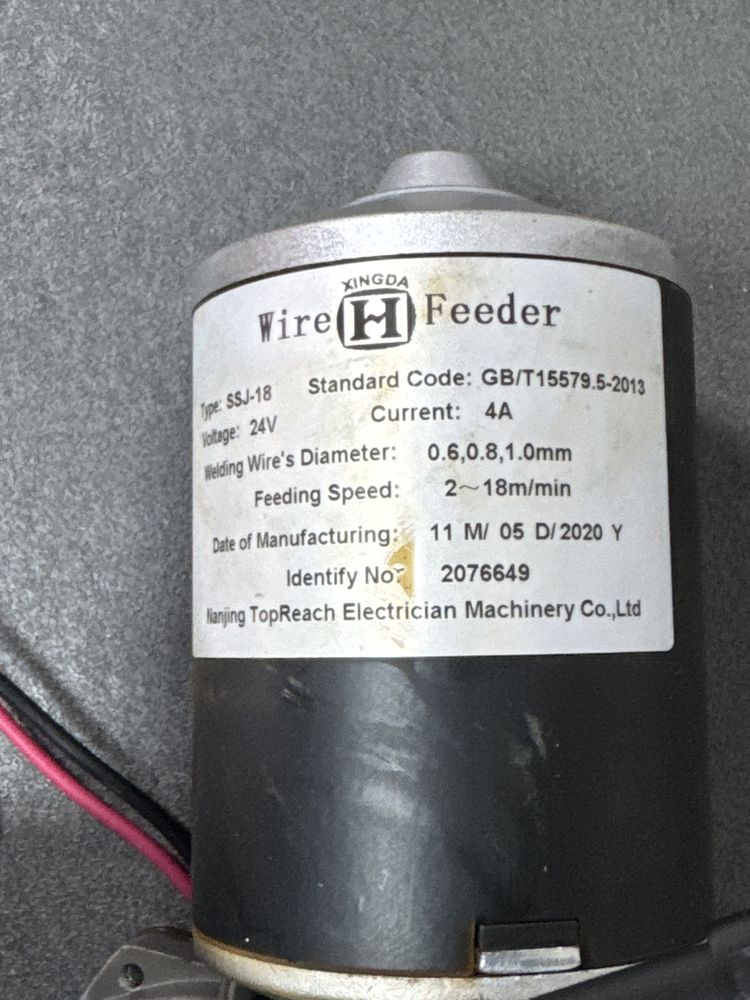 XINGDA
Wire H Feeder
Type: SSJ-18 Standard Code: GB/T15579.5-2013
Voltage: 24V Current: 4A
Welding Wire's Diameter: 0.6,0.8,1.0mm
Feeding Speed: 2~18m/min
Date of Manufacturing: 11 M/ 05 D/2020 Y
Identify No: 2076649
Nanjing TopReach Electrician Machinery Co.,Ltd